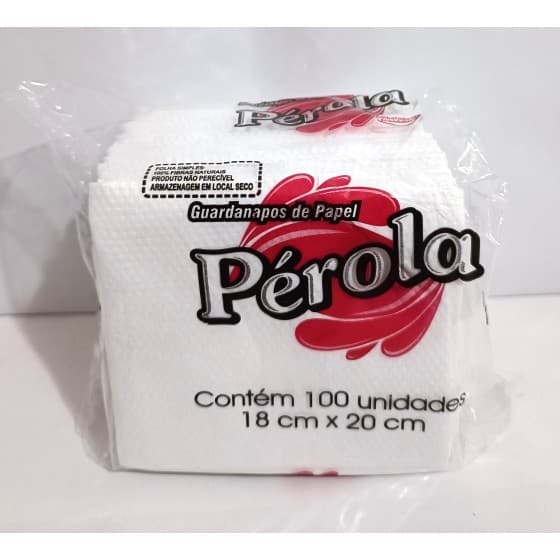 Pérola
FOLHA SIMPLES
100% FIBRAS NATURAIS
PRODUTO NÃO PERECÍVEL
ARMAZENAGEM EM LOCAL SECO
Guardanapos de Papel
Pérola
Contém 100 unidades
18 cm x 20 cm